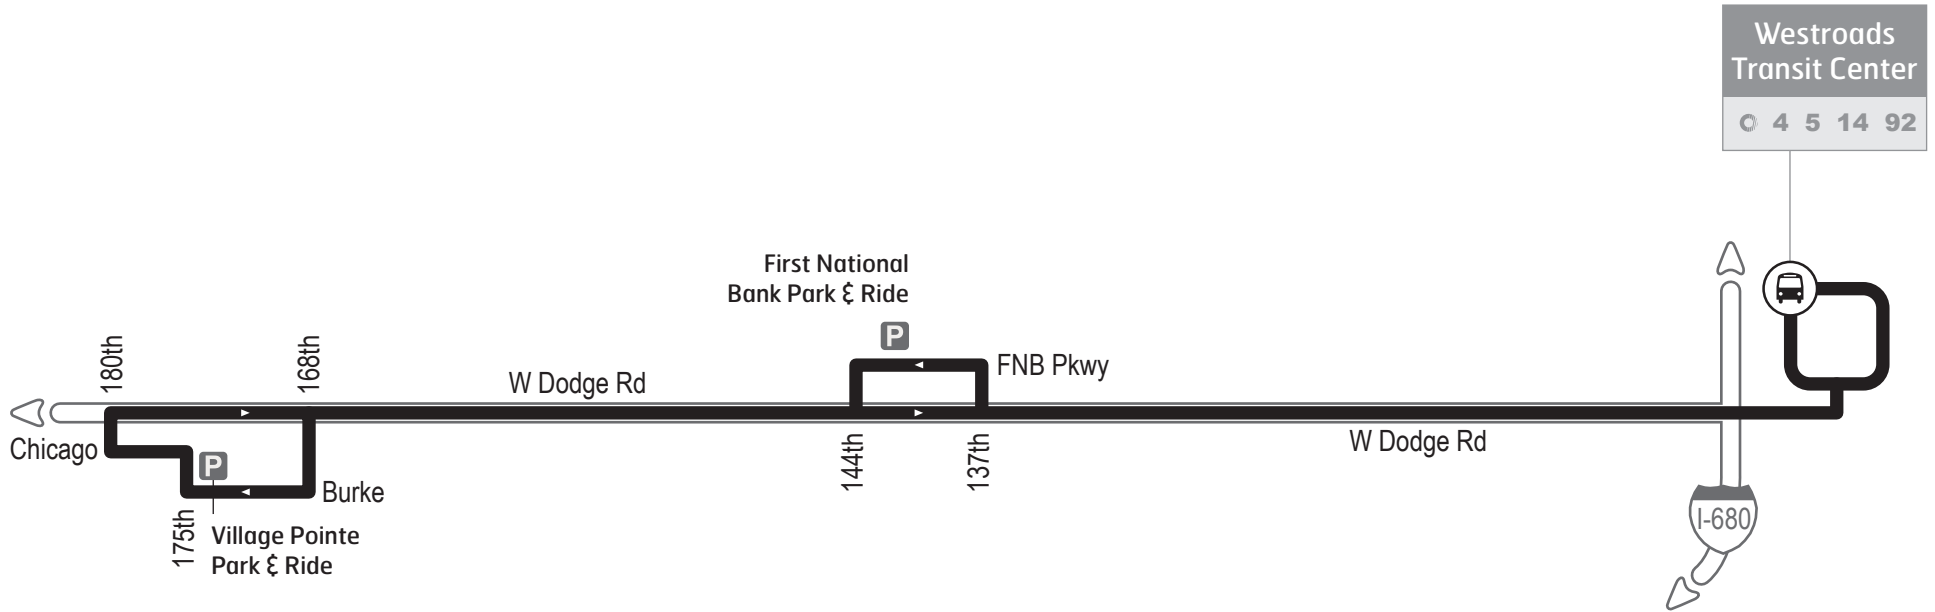 Westroads
Transit Center
4 5 14 92
First National
Bank Park & Ride
P
180th
168th
W Dodge Rd
FNB Pkwy
Chicago
W Dodge Rd
144th
137th
P
Burke
175th
Village Pointe
Park & Ride
I-680